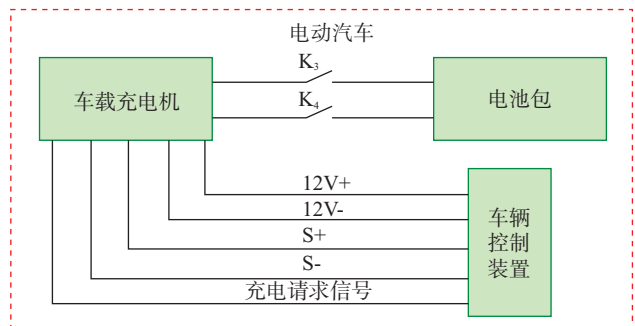 电动汽车
K₃
车载充电机
K₄
电池包
12V+
12V-
S+
S-
充电请求信号
车辆
控制
装置